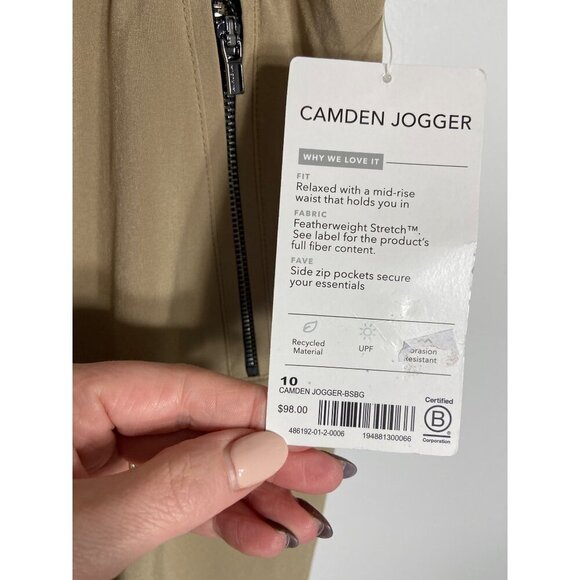 CAMDEN JOGGER
WHY WE LOVE IT
FIT
Relaxed with a mid-rise
waist that holds you in
FABRIC
Featherweight Stretch™.
See label for the product's
full fiber content.
FAVE
Side zip pockets secure
your essentials
Recycled
Material
UPF
Resistant
10
CAMDEN JOGGER-BSBG
$98.00
486192-01-2-0006
194881300066
Certified
B
Corporation